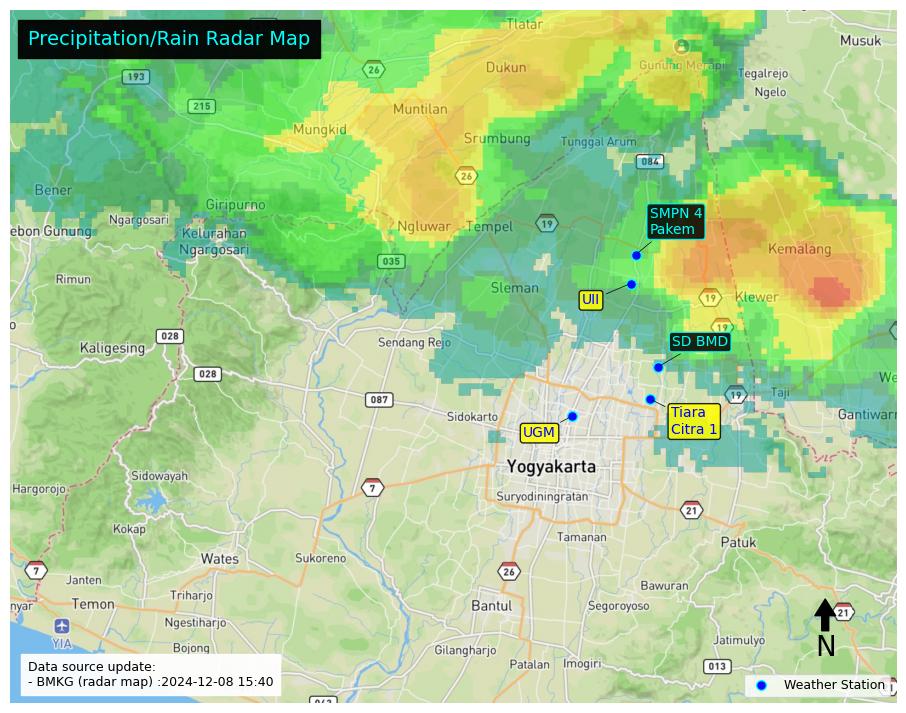 Precipitation/Rain Radar Map
Tlatar
Musuk
26
Dukun
Gunung Merapi
Tegalrejo
193
Ngelo
215
Muntilan
Mungkid
Srumbung
Tunggal Arum
084
26
Bener
Giripurno
Ngargosari
SMPN 4
Pakem
Ngluwar
Tempel
19
ebon Gunung
Kelurahan
Ngargosari
Kemalang
035
Rimun
Sleman
UII
19
Klewer
19
028
Kaligesing
Sendang Rejo
SD BMD
028
We
087
19
Taji
Sidokarto
Tiara
Citra 1
Gantiwarn
UGM
Yogyakarta
Sidowayah
Hargorojo
7
Suryodiningratan
21
Kokap
Tamanan
Patuk
Wates
Sukoreno
7
26
Janten
Bawuran
Triharjo
nyar
Temon
Bantul
Segoroyoso
21
Ngestiharjo
YIA
N
Jatimulyo
Bojong
Gilangharjo
Patalan
Imogiri
013
Data source update:
- BMKG (radar map) :2024-12-08 15:40
Weather Station